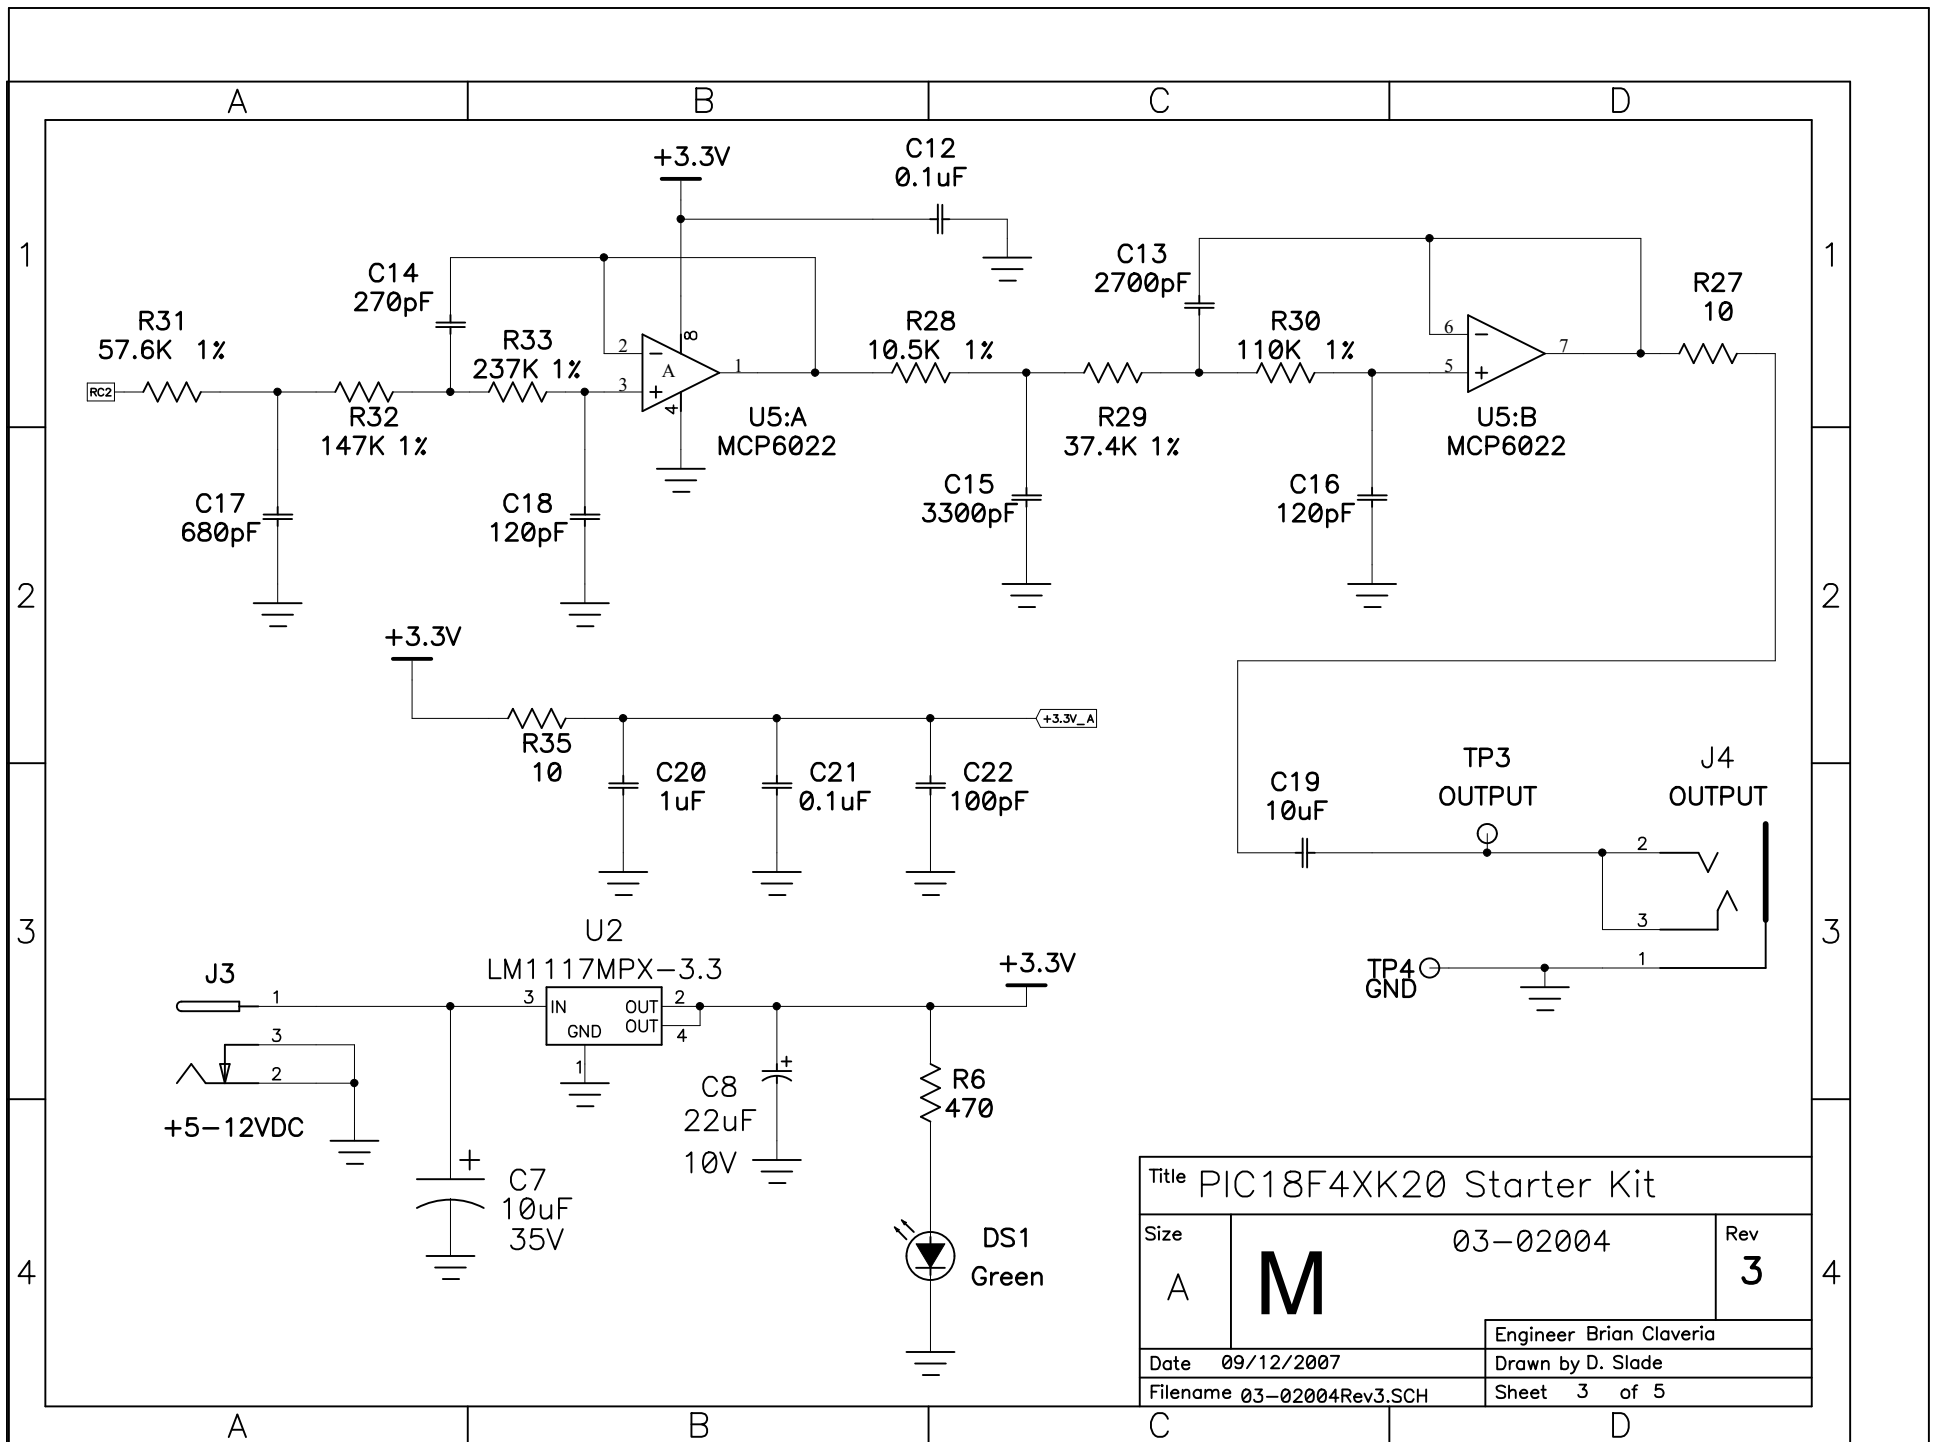 A B C D
1 1
2 2
3 3
4 4
+3.3V
C12
0.1uF
C14
270pF
C13
2700pF
R27
10
R31
57.6K 1%
R33
237K 1%
R28
10.5K 1%
R30
110K 1%
RC2
R32
147K 1%
2
3
8
4
1
A
U5:A
MCP6022
R29
37.4K 1%
6
5
7
U5:B
MCP6022
C17
680pF
C18
120pF
C15
3300pF
C16
120pF
+3.3V
R35
10
C20
1uF
C21
0.1uF
C22
100pF
+3.3V_A
C19
10uF
TP3
OUTPUT
J4
OUTPUT
2
3
1
TP4
GND
J3
1
3
2
+5-12VDC
U2
LM1117MPX-3.3
3
IN
OUT
OUT
GND
2
4
1
+3.3V
C8
22uF
10V
R6
470
C7
10uF
35V
DS1
Green
Title PIC18F4XK20 Starter Kit
Size
A
M
03-02004
Rev
3
Engineer Brian Claveria
Date 09/12/2007
Drawn by D. Slade
Filename 03-02004Rev3.SCH
Sheet 3 of 5
A B C D